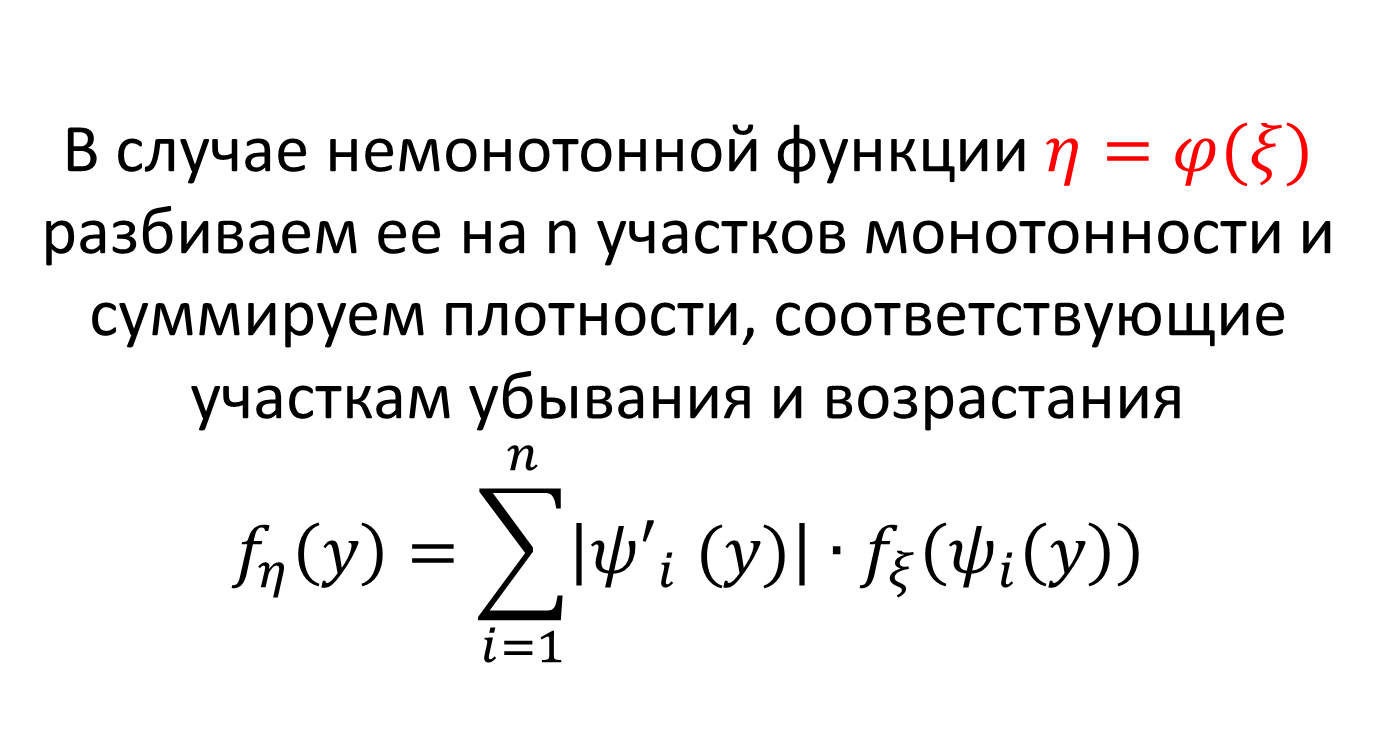 В случае немонотонной функции η = φ(ξ)
разбиваем ее на n участков монотонности и
суммируем плотности, соответствующие
участкам убывания и возрастания
f_η(y) = ∑_{i=1}^{n} |ψ′_i (y)| · f_ξ(ψ_i(y))